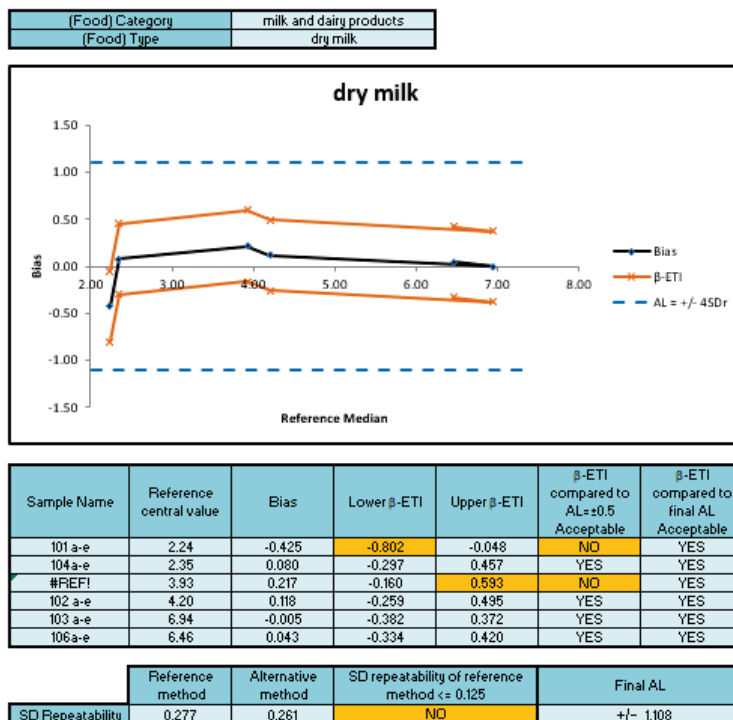 (Food) Category milk and dairy products
(Food) Type dry milk
dry milk
1.50
1.00
0.50
0.00
-0.50
-1.00
-1.50
Bias
2.00 3.00 4.00 5.00 6.00 7.00 8.00
Reference Median
Bias
β-ETI
AL = +/- 4SDr
Sample Name Reference central value Bias Lower β-ETI Upper β-ETI β-ETI compared to AL=±0.5 Acceptable β-ETI compared to final AL Acceptable
101 a-e 2.24 -0.425 -0.802 -0.048 NO YES
104a-e 2.35 0.080 -0.297 0.457 YES YES
#REF! 3.93 0.217 -0.160 0.593 NO YES
102 a-e 4.20 0.118 -0.259 0.495 YES YES
103 a-e 6.94 -0.005 -0.382 0.372 YES YES
106a-e 6.46 0.043 -0.334 0.420 YES YES
Reference method Alternative method SD repeatability of reference method <= 0.125 Final AL
SD Repeatability 0.277 0.261 NO +/- 1.108